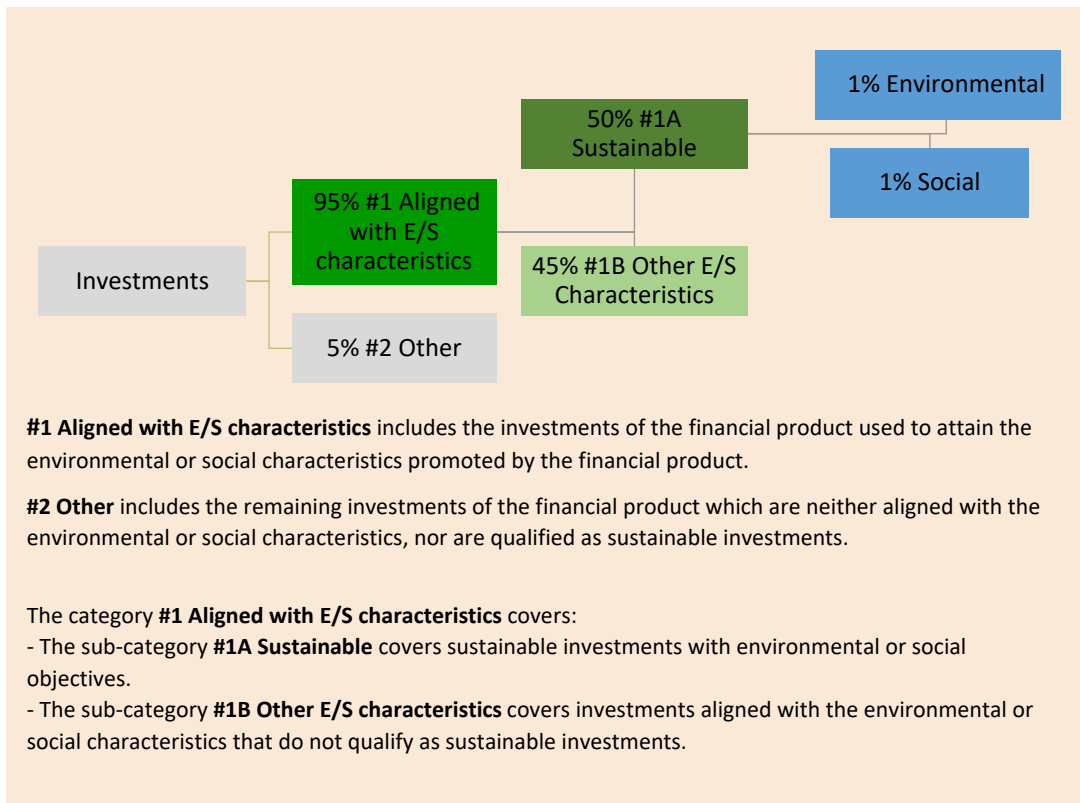 1% Environmental
50% #1A
Sustainable
1% Social
95% #1 Aligned
with E/S
characteristics
Investments
45% #1B Other E/S
Characteristics
5% #2 Other
#1 Aligned with E/S characteristics includes the investments of the financial product used to attain the
environmental or social characteristics promoted by the financial product.
#2 Other includes the remaining investments of the financial product which are neither aligned with the
environmental or social characteristics, nor are qualified as sustainable investments.
The category #1 Aligned with E/S characteristics covers:
- The sub-category #1A Sustainable covers sustainable investments with environmental or social
objectives.
- The sub-category #1B Other E/S characteristics covers investments aligned with the environmental or
social characteristics that do not qualify as sustainable investments.